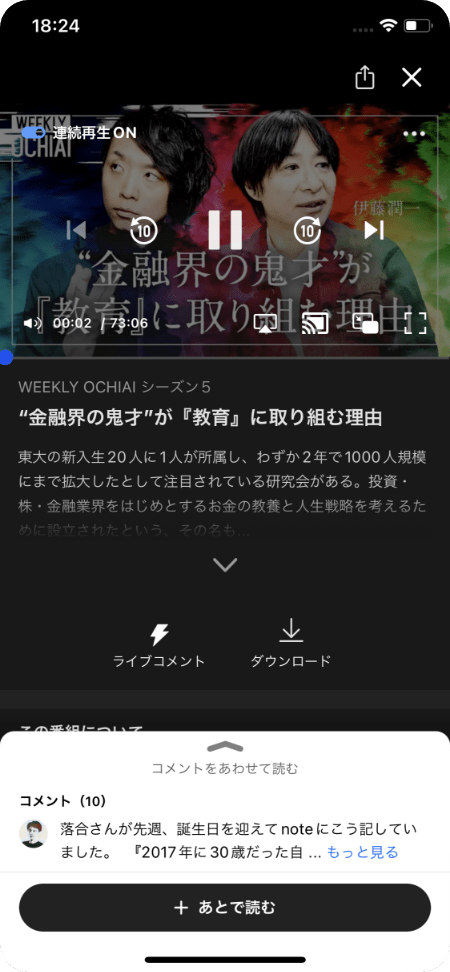 18:24
WEEKLY
OCHIAI
連続再生ON
伊藤潤一
10
10
“金融界の鬼才”が
『教育』に取り組む理由
00:02 / 73:06
WEEKLY OCHIAI シーズン5
“金融界の鬼才”が『教育』に取り組む理由
東大の新入生20人に1人が所属し、わずか2年で1000人規模
にまで拡大したとして注目されている研究会がある。投資・
株・金融業界をはじめとするお金の教養と人生戦略を考えるた
めに設立されたという、その名も...
ライブコメント
ダウンロード
この番組について
コメントをあわせて読む
コメント（10）
落合さんが先週、誕生日を迎えてnoteにこう記してい
ました。 『2017年に30歳だった自 ... もっと見る
＋ あとで読む